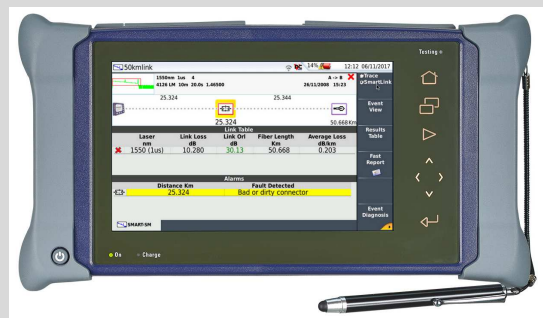 Testing
50kmlink
14%
12:12 06/11/2017
1550nm 1us 4
4126 LM 10m 20.0s 1.46500
A -> B
26/11/2008 15:23
Trace
SmartLink
25.324 25.344
25.324
50.668 Km
Event
View
Results
Table
Fast
Report
Event
Diagnosis
Link Table
Laser Link Loss Link Orl Fiber Length Average Loss
nm dB dB Km dB/km
1550 (1us) 10.280 30.13 50.668 0.203
Alarms
Distance Km Fault Detected
25.324 Bad or dirty connector
SMART-SM
On Charge